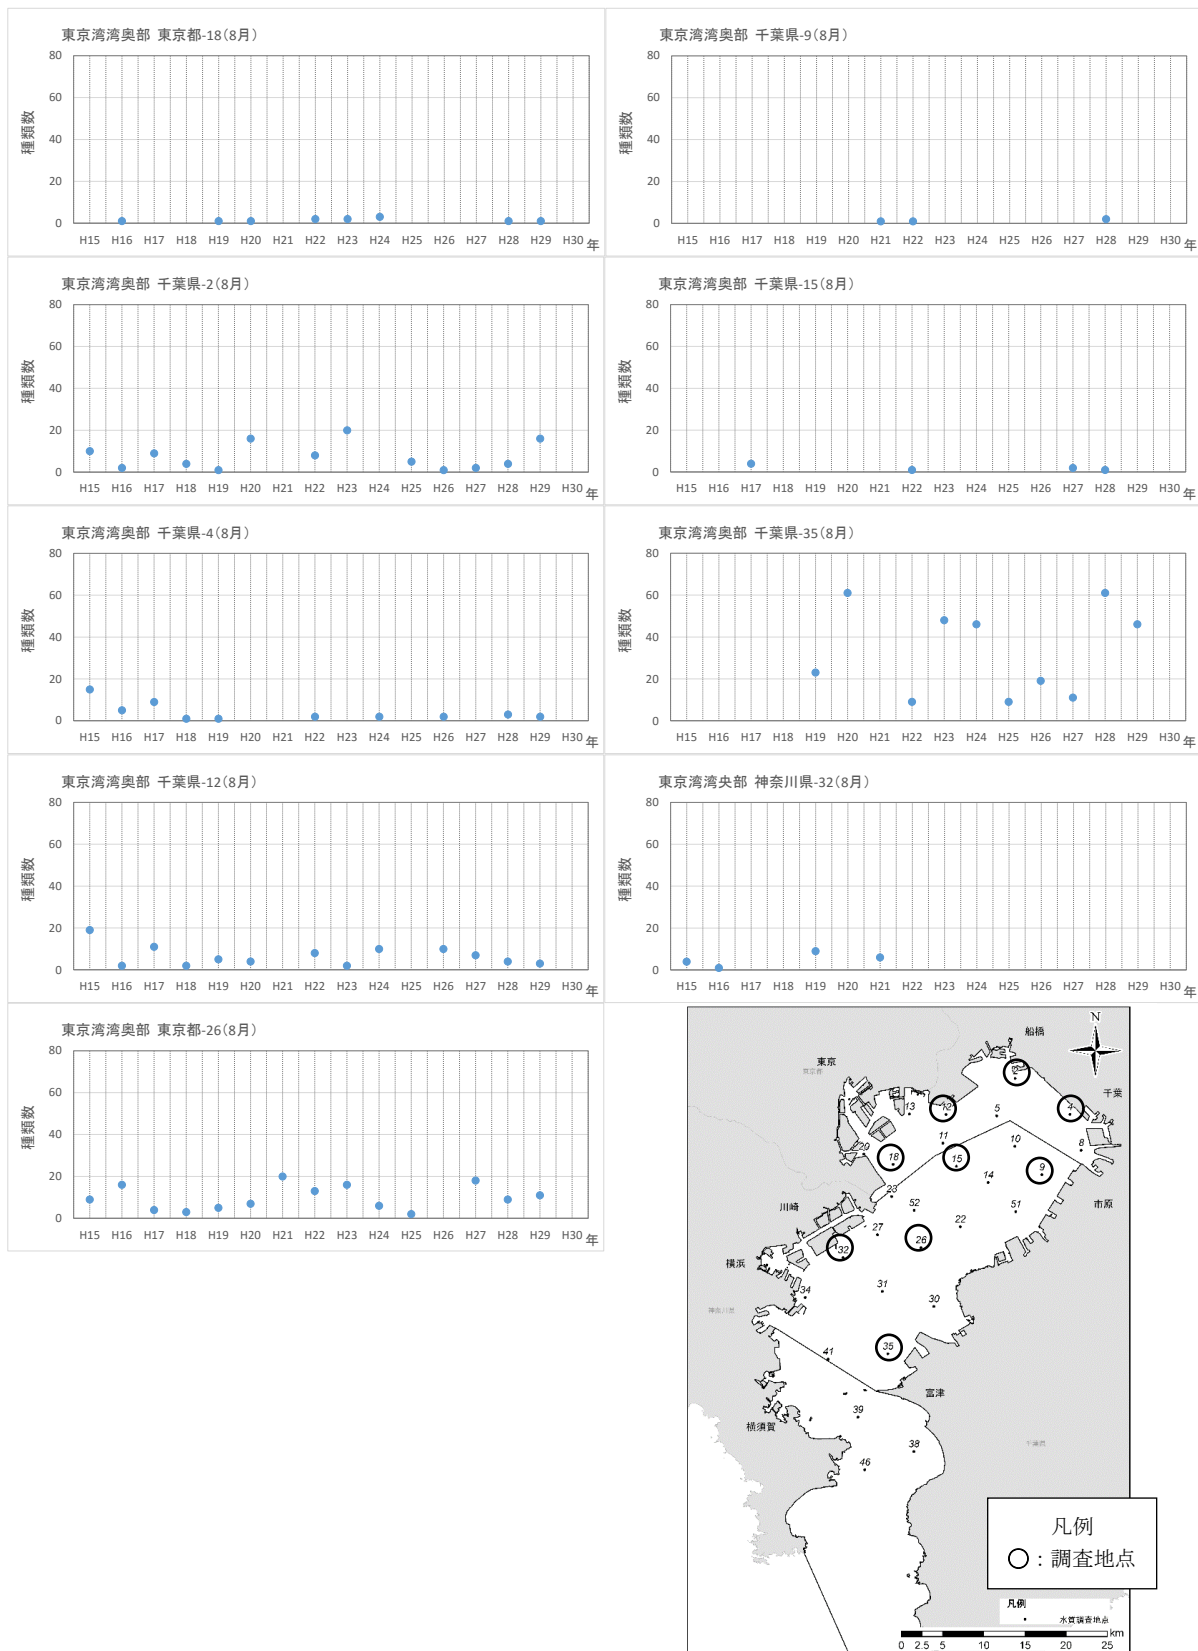 東京湾湾奥部 東京都-18(8月)
80
60
40
20
0
種類数
H15 H16 H17 H18 H19 H20 H21 H22 H23 H24 H25 H26 H27 H28 H29 H30 年
東京湾湾奥部 千葉県-9(8月)
80
60
40
20
0
種類数
H15 H16 H17 H18 H19 H20 H21 H22 H23 H24 H25 H26 H27 H28 H29 H30 年
東京湾湾奥部 千葉県-2(8月)
80
60
40
20
0
種類数
H15 H16 H17 H18 H19 H20 H21 H22 H23 H24 H25 H26 H27 H28 H29 H30 年
東京湾湾奥部 千葉県-15(8月)
80
60
40
20
0
種類数
H15 H16 H17 H18 H19 H20 H21 H22 H23 H24 H25 H26 H27 H28 H29 H30 年
東京湾湾奥部 千葉県-4(8月)
80
60
40
20
0
種類数
H15 H16 H17 H18 H19 H20 H21 H22 H23 H24 H25 H26 H27 H28 H29 H30 年
東京湾湾奥部 千葉県-35(8月)
80
60
40
20
0
種類数
H15 H16 H17 H18 H19 H20 H21 H22 H23 H24 H25 H26 H27 H28 H29 H30 年
東京湾湾奥部 千葉県-12(8月)
80
60
40
20
0
種類数
H15 H16 H17 H18 H19 H20 H21 H22 H23 H24 H25 H26 H27 H28 H29 H30 年
東京湾湾央部 神奈川県-32(8月)
80
60
40
20
0
種類数
H15 H16 H17 H18 H19 H20 H21 H22 H23 H24 H25 H26 H27 H28 H29 H30 年
東京湾湾奥部 東京都-26(8月)
80
60
40
20
0
種類数
H15 H16 H17 H18 H19 H20 H21 H22 H23 H24 H25 H26 H27 H28 H29 H30 年
N
船橋
東京
東京都
千葉
2
13
12
5
4
11
10
8
29
18
15
9
14
23
52
51
市原
川崎
27
22
26
32
横浜
31
34
30
神奈川県
35
41
富津
39
横須賀
38
千葉県
46
凡例
○:調査地点
凡例
水質調査地点
0 2.5 5 10 15 20 25 km